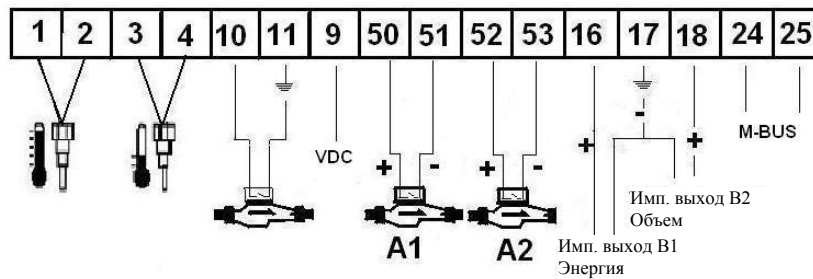 1 2 3 4 10 11 9 50 51 52 53 16 17 18 24 25
VDC
+ -
+ -
+
-
+
M-BUS
A1
A2
Имп. выход В2
Объем
Имп. выход В1
Энергия